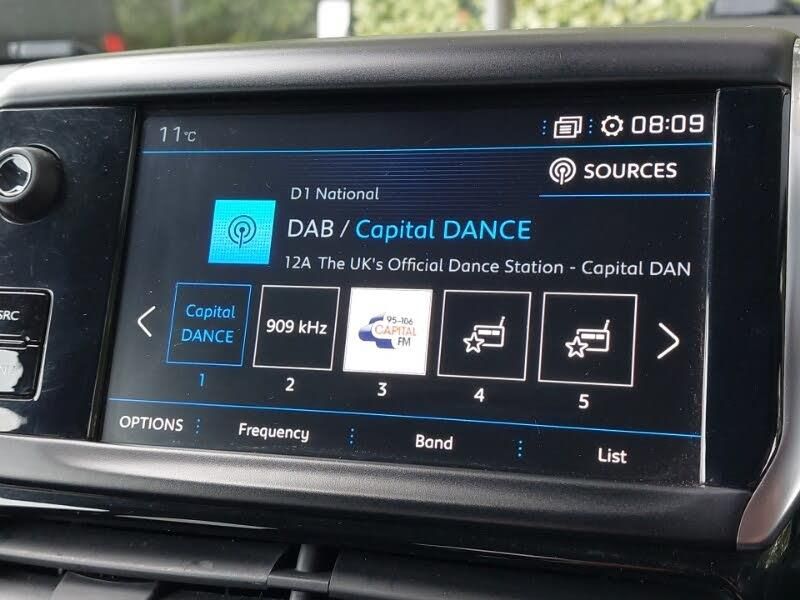 11°C
08:09
SOURCES
D1 National
DAB / Capital DANCE
12A The UK's Official Dance Station - Capital DAN
SRC
Capital
DANCE
909 kHz
95-106
CAPITAL
FM
1
2
3
4
5
OPTIONS
Frequency
Band
List